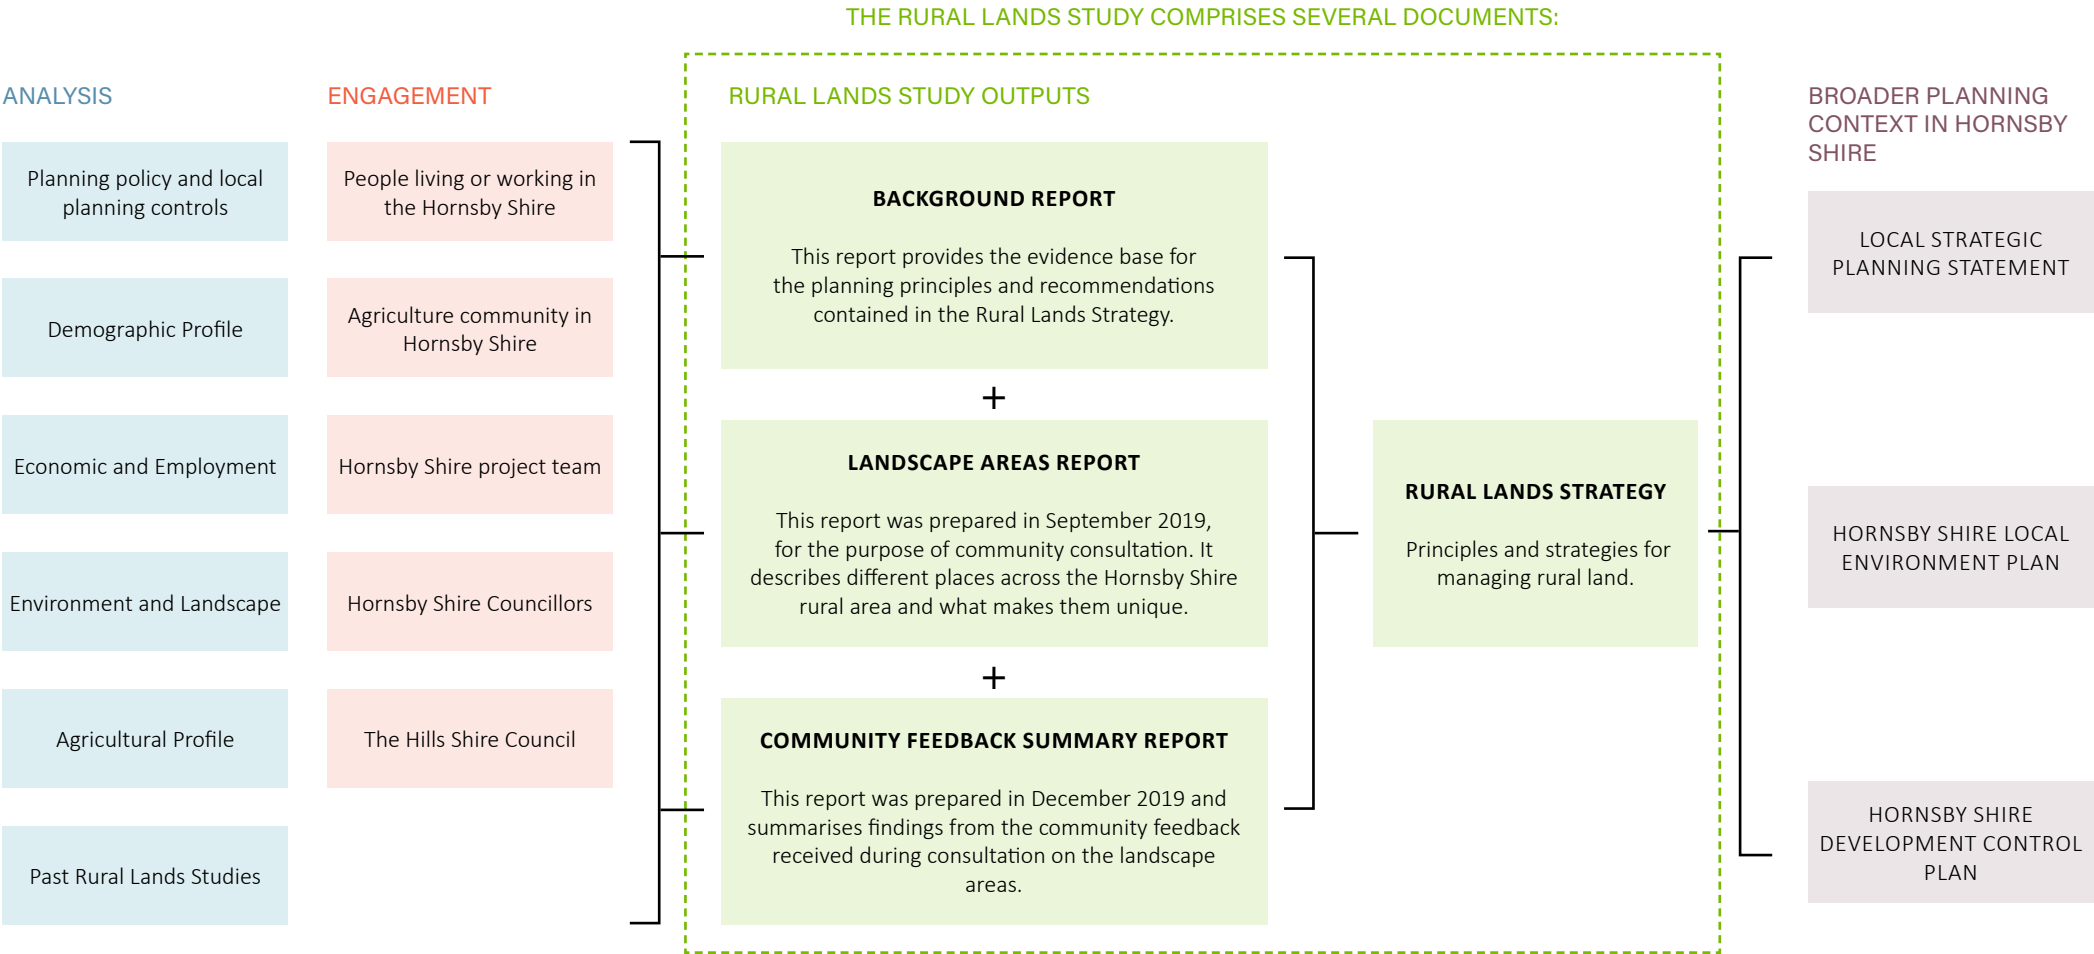 THE RURAL LANDS STUDY COMPRISES SEVERAL DOCUMENTS:
ANALYSIS
Planning policy and local
planning controls
Demographic Profile
Economic and Employment
Environment and Landscape
Agricultural Profile
Past Rural Lands Studies
ENGAGEMENT
People living or working in
the Hornsby Shire
Agriculture community in
Hornsby Shire
Hornsby Shire project team
Hornsby Shire Councillors
The Hills Shire Council
RURAL LANDS STUDY OUTPUTS
BACKGROUND REPORT
This report provides the evidence base for
the planning principles and recommendations
contained in the Rural Lands Strategy.
+
LANDSCAPE AREAS REPORT
This report was prepared in September 2019,
for the purpose of community consultation. It
describes different places across the Hornsby Shire
rural area and what makes them unique.
+
COMMUNITY FEEDBACK SUMMARY REPORT
This report was prepared in December 2019 and
summarises findings from the community feedback
received during consultation on the landscape
areas.
RURAL LANDS STRATEGY
Principles and strategies for
managing rural land.
BROADER PLANNING
CONTEXT IN HORNSBY
SHIRE
LOCAL STRATEGIC
PLANNING STATEMENT
HORNSBY SHIRE LOCAL
ENVIRONMENT PLAN
HORNSBY SHIRE
DEVELOPMENT CONTROL
PLAN